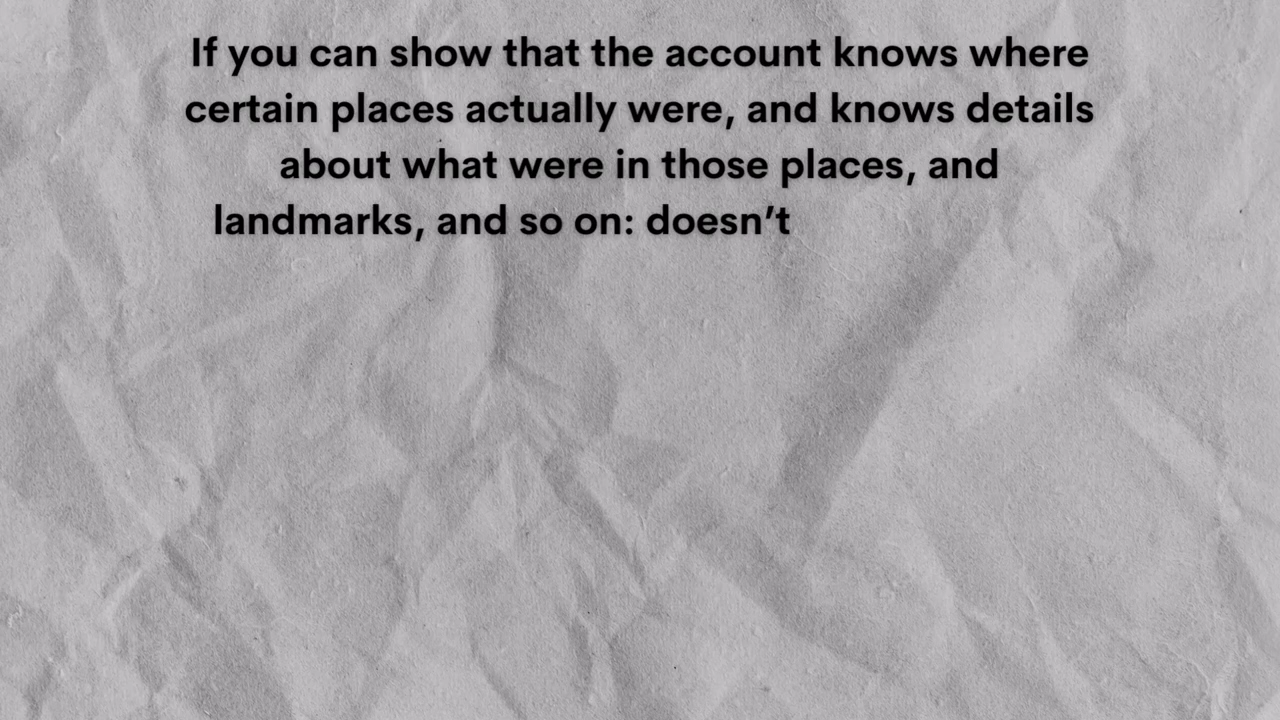 If you can show that the account knows where
certain places actually were, and knows details
about what were in those places, and
landmarks, and so on: doesn’t